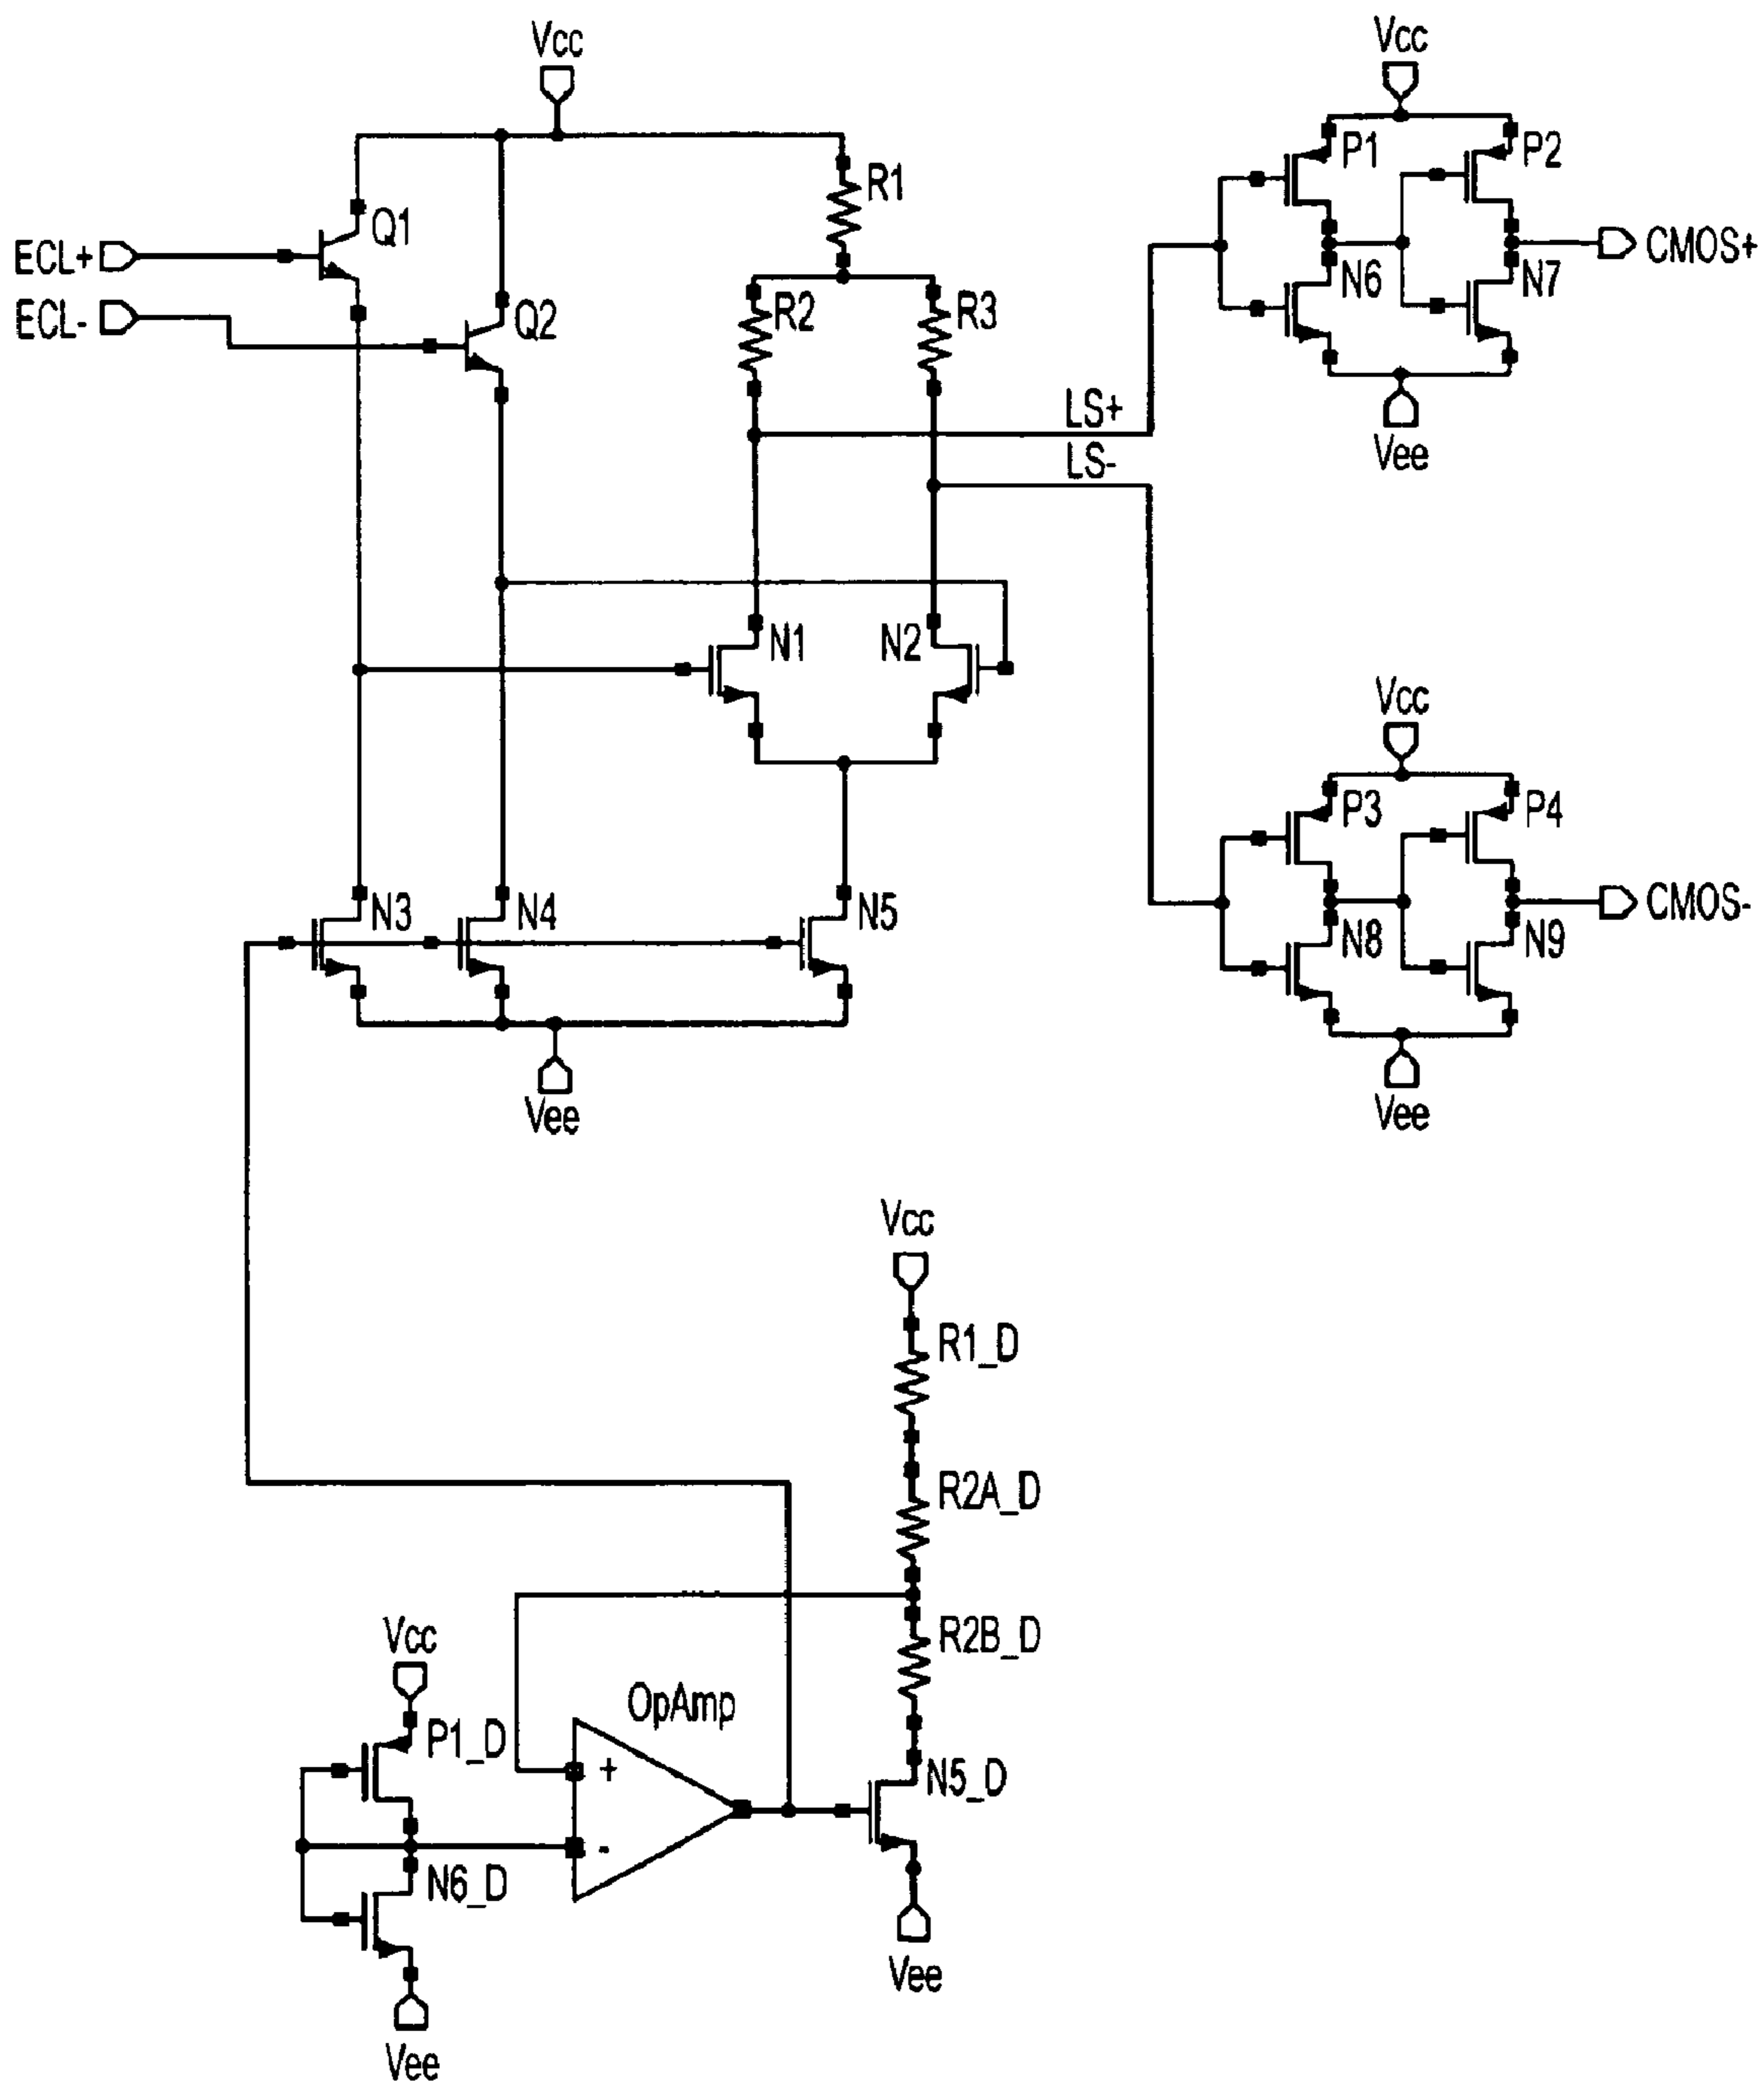 Vcc
Vcc
P1
P2
R1
Q1
ECL+
CMOS+
N6
N7
ECL-
Q2
R2
R3
LS+
Vee
LS-
N1
N2
Vcc
P3
P4
N3
N4
N5
CMOS-
N8
N9
Vee
Vee
Vcc
R1_D
R2A_D
Vcc
R2B_D
OpAmp
P1_D
+
N5_D
-
N6_D
Vee
Vee